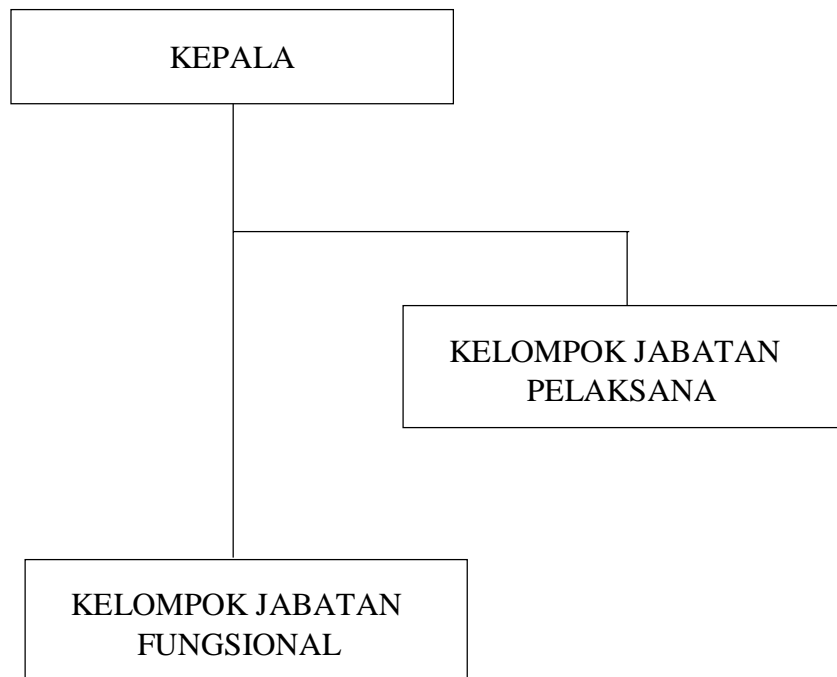 KEPALA
KELOMPOK JABATAN
PELAKSANA
KELOMPOK JABATAN
FUNGSIONAL